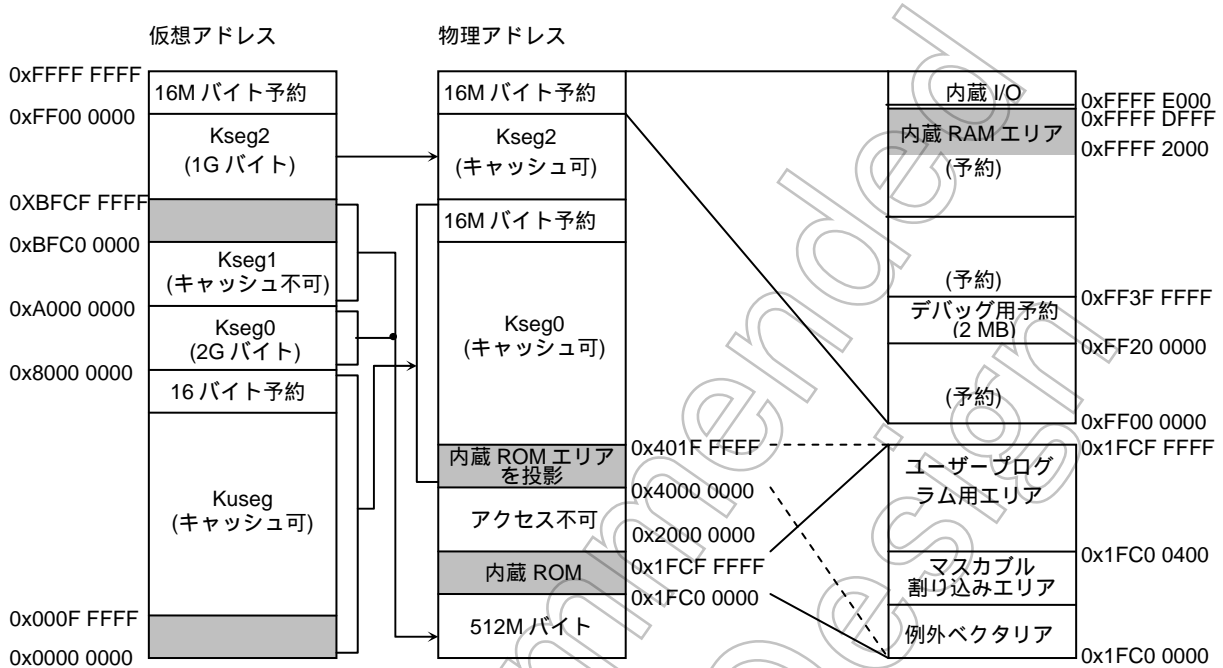 仮想アドレス
0xFFFF FFFF
16M バイト予約
0xFF00 0000
Kseg2
(1G バイト)
0XBFCF FFFF
0xBFC0 0000
Kseg1
(キャッシュ不可)
0xA000 0000
Kseg0
(2G バイト)
0x8000 0000
16 バイト予約
Kuseg
(キャッシュ可)
0x000F FFFF
0x0000 0000
物理アドレス
16M バイト予約
Kseg2
(キャッシュ可)
16M バイト予約
Kseg0
(キャッシュ可)
内蔵 ROM エリア
を投影
0x401F FFFF
0x4000 0000
アクセス不可
0x2000 0000
内蔵 ROM
0x1FCF FFFF
0x1FC0 0000
512M バイト
内蔵 I/O
0xFFFF E000
0xFFFF DFFF
内蔵 RAM エリア
0xFFFF 2000
(予約)
(予約)
0xFF3F FFFF
デバッグ用予約
(2 MB)
0xFF20 0000
(予約)
0xFF00 0000
0x1FCF FFFF
ユーザープログ
ラム用エリア
0x1FC0 0400
マスカブル
割り込みエリア
例外ベクタリア
0x1FC0 0000